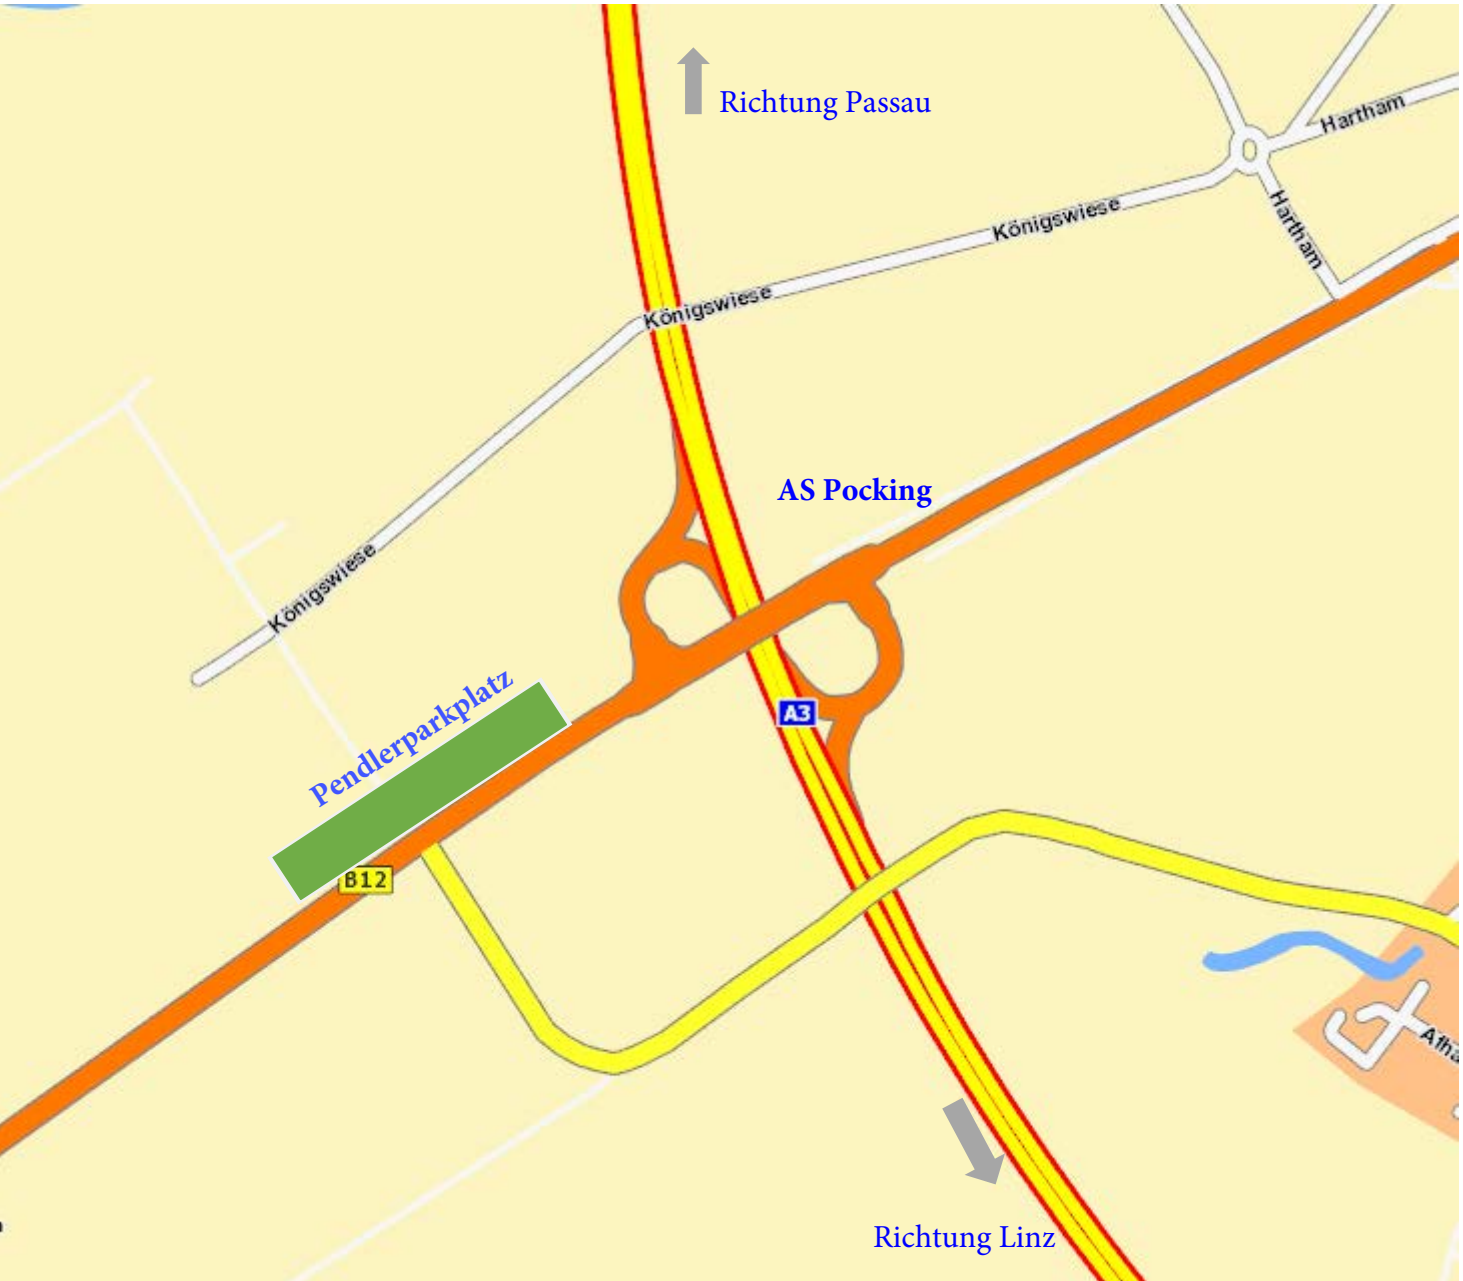 Richtung Passau
Hartham
Hartham
Königswiese
Königswiese
AS Pocking
Königswiese
Pendlerparkplatz
A3
B12
Richtung Linz